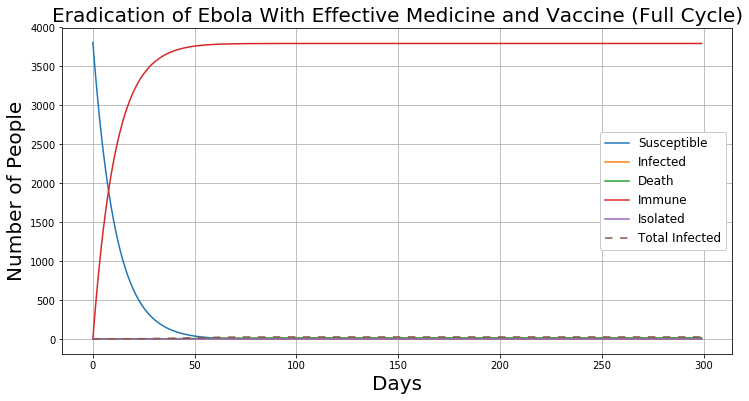 Eradication of Ebola With Effective Medicine and Vaccine (Full Cycle)
4000
3500
3000
2500
2000
1500
1000
500
0
Number of People
Susceptible
Infected
Death
Immune
Isolated
Total Infected
0
50
100
150
200
250
300
Days